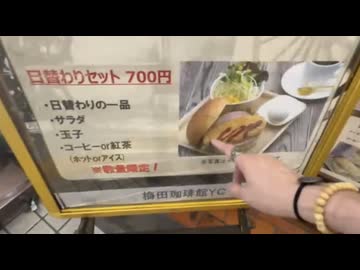 日替わりセット 700円
・日替わりの一品
・サラダ
・玉子
・コーヒーor紅茶
(ホットorアイス)
※数量限定!
梅田珈琲館YC